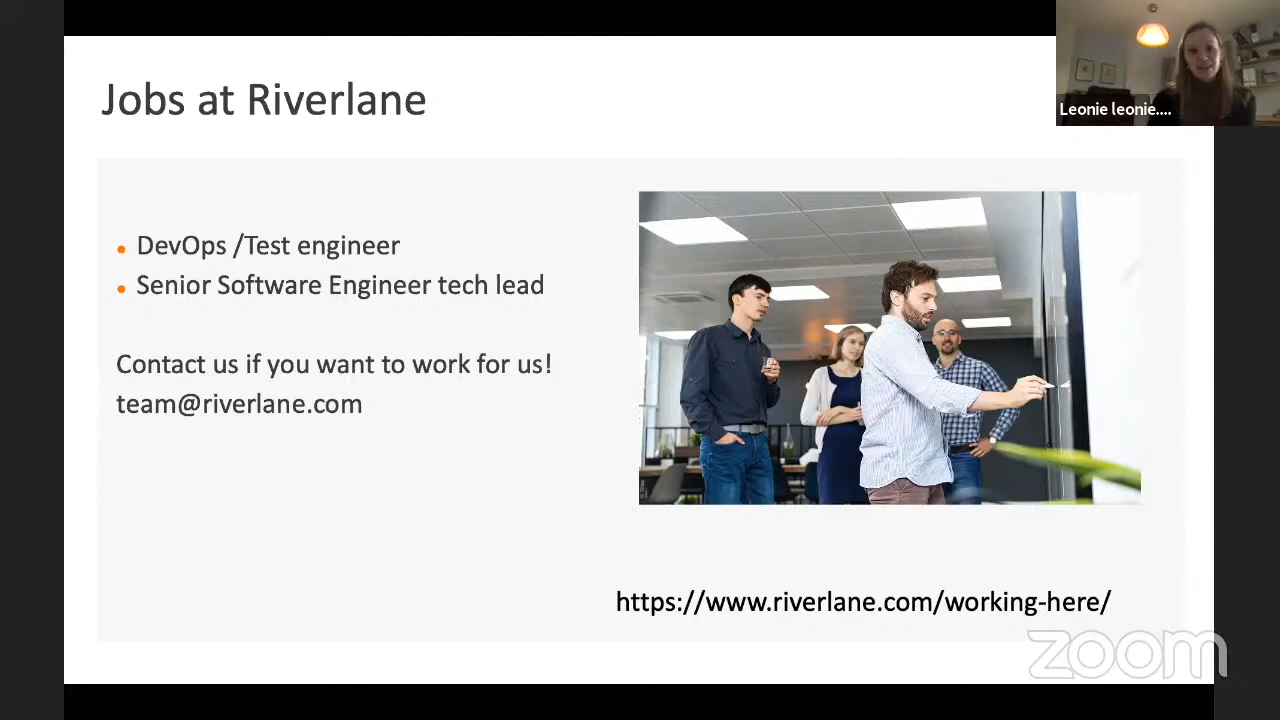 Jobs at Riverlane
Leonie leonie....
DevOps /Test engineer
Senior Software Engineer tech lead
Contact us if you want to work for us!
team@riverlane.com
https://www.riverlane.com/working-here/
zoom